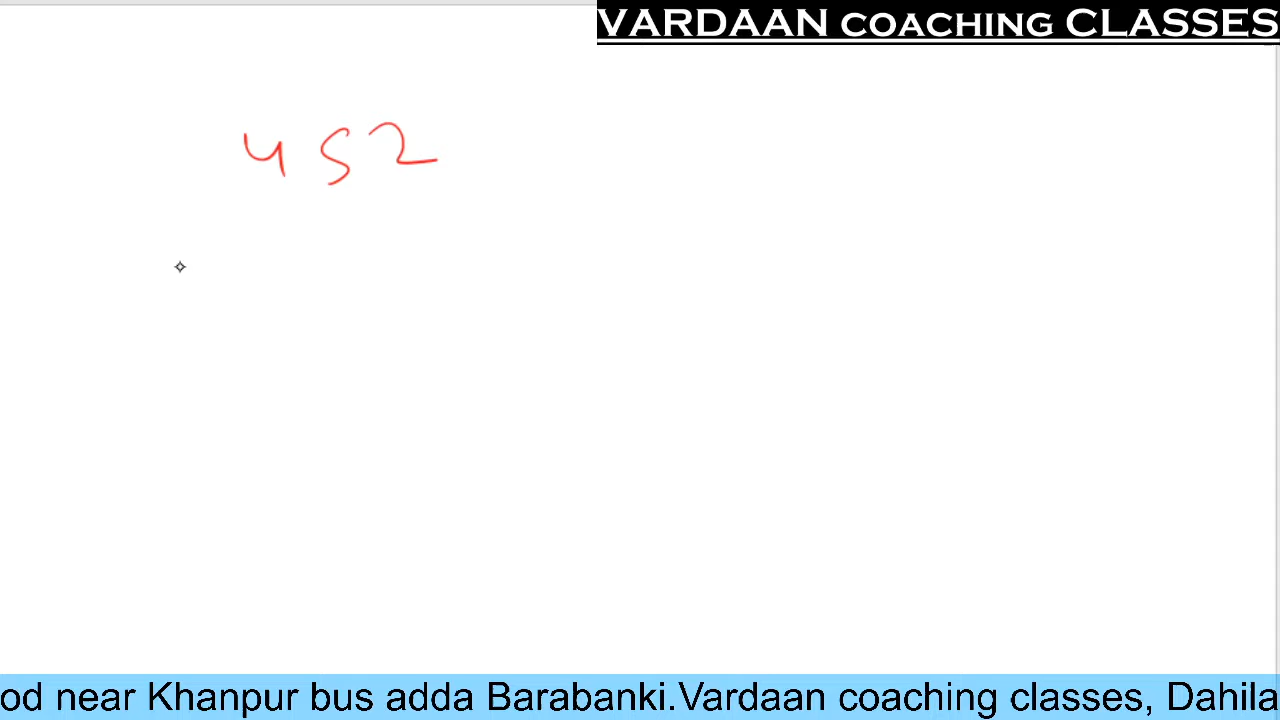 VARDAAN COACHING CLASSES
452
od near Khanpur bus adda Barabanki.Vardaan coaching classes, Dahila